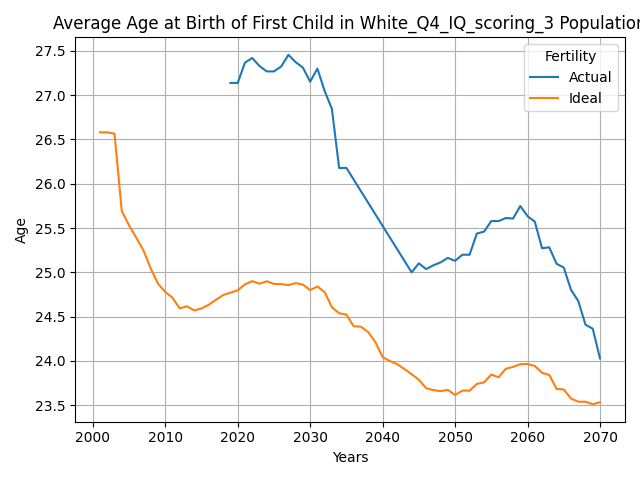 Average Age at Birth of First Child in White_Q4_IQ_scoring_3 Population
27.5
27.0
26.5
26.0
25.5
25.0
24.5
24.0
23.5
Age
Fertility
Actual
Ideal
2000 2010 2020 2030 2040 2050 2060 2070
Years